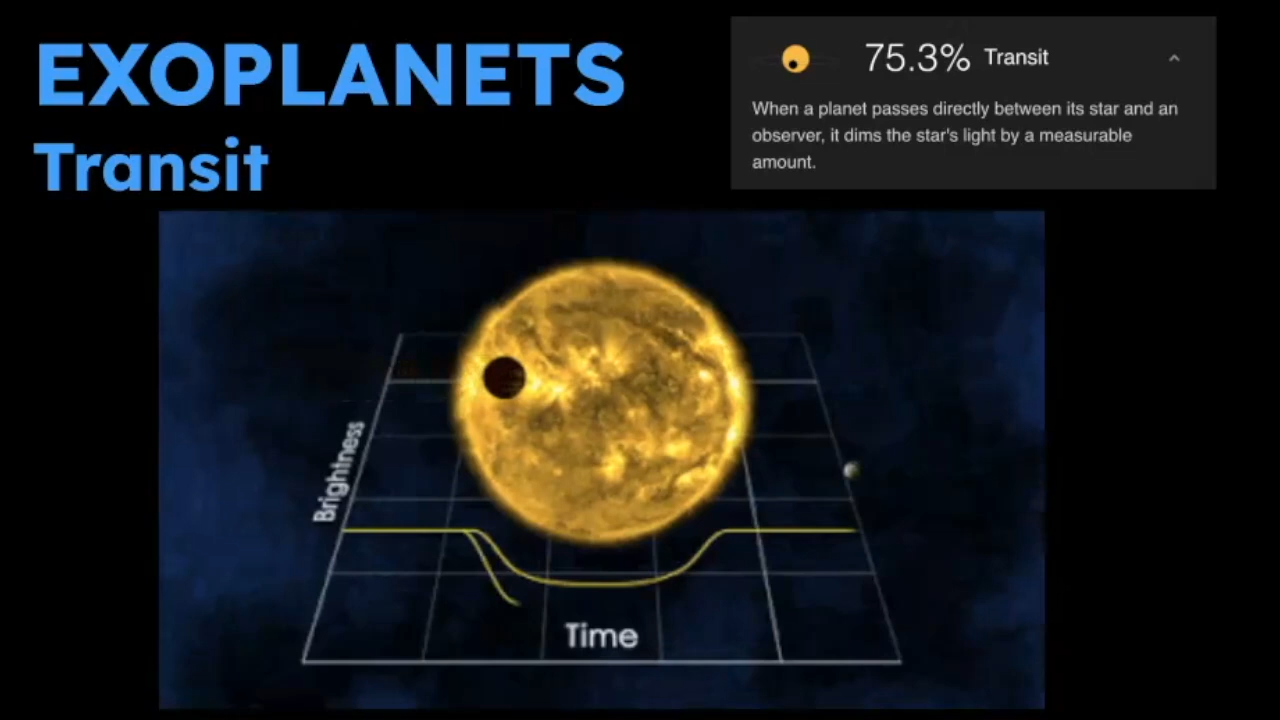 EXOPLANETS
Transit
75.3% Transit
When a planet passes directly between its star and an
observer, it dims the star's light by a measurable
amount.
Brightness
Time